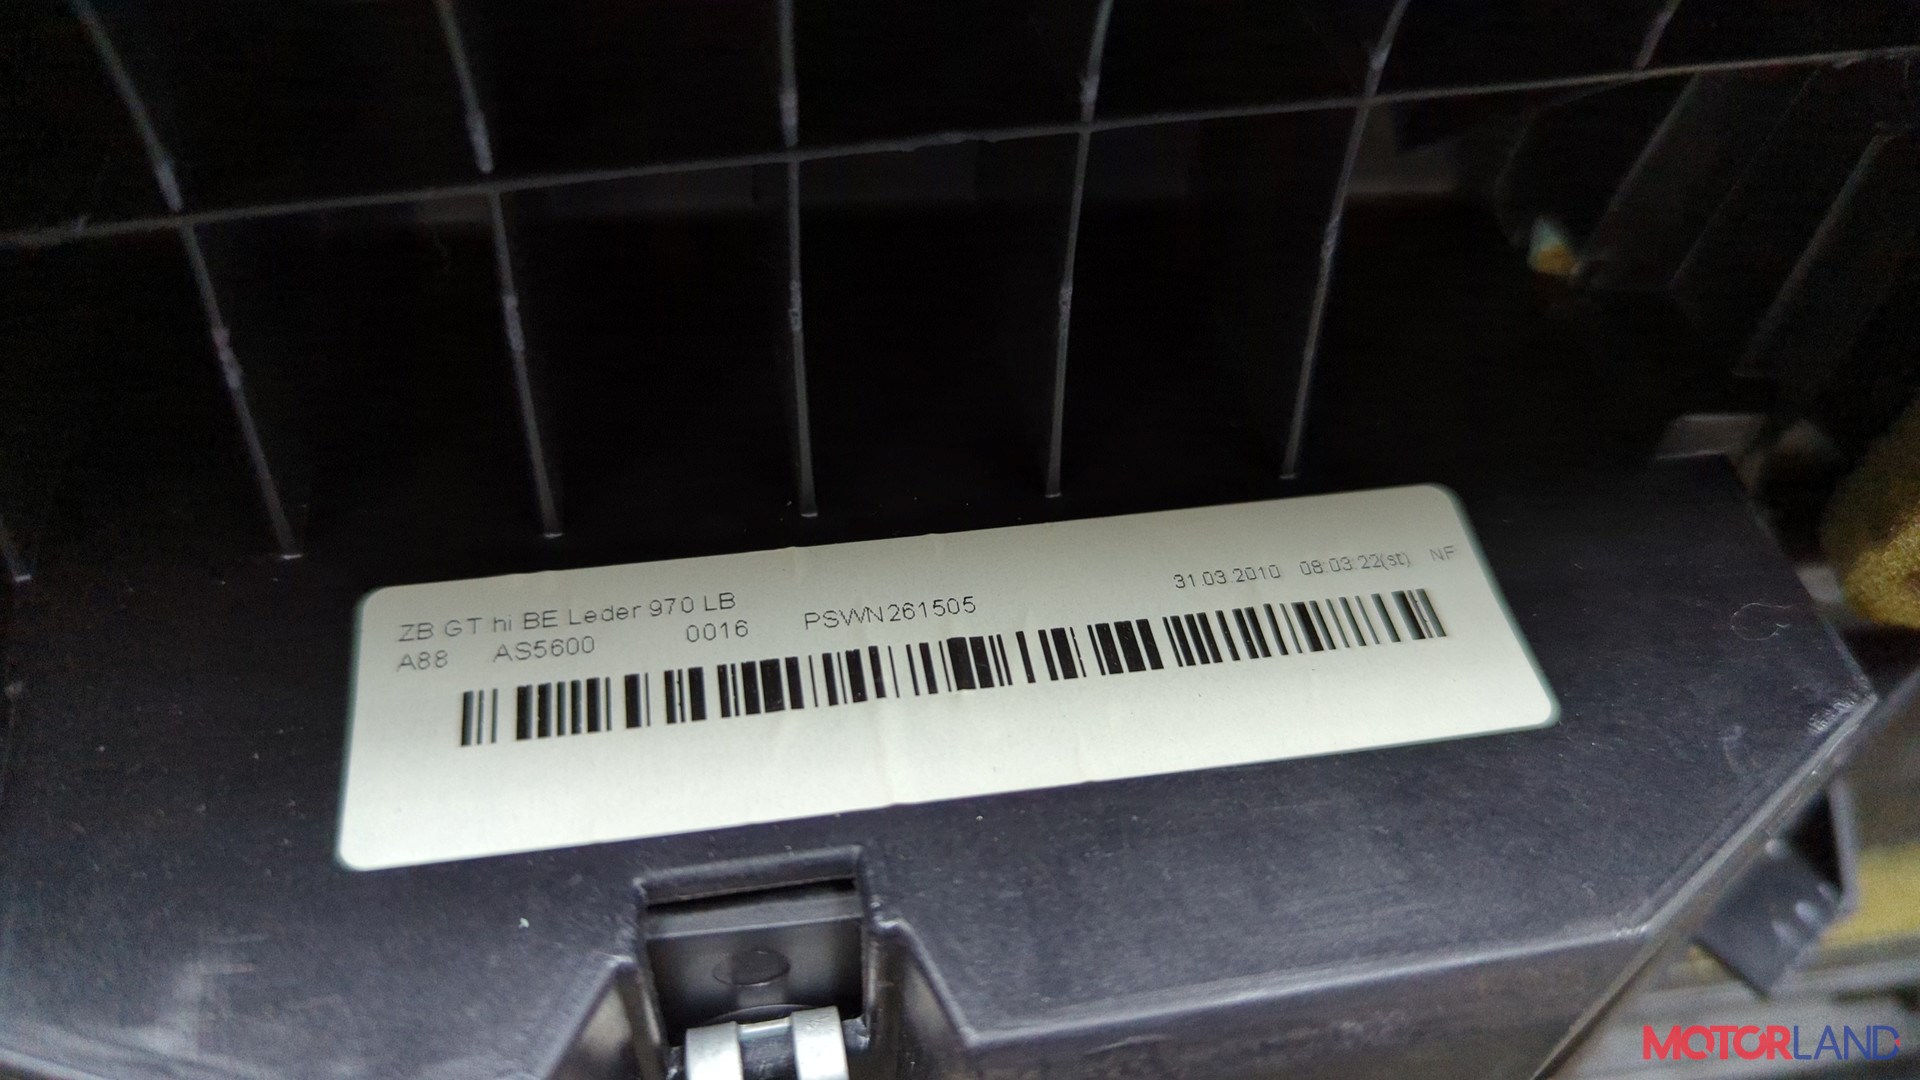 31.03.2010 08:03:22(st) NF
ZB GT hi BE Leder 970 LB
A88 AS5600 0016 PSWN261505
MOTORLAND